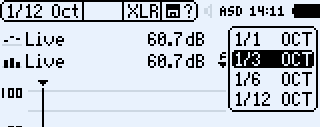 1/12 Oct XLR ? ASD 14:11
Live 60.7dB
Live 60.7dB
100
1/1 OCT
1/3 OCT
1/6 OCT
1/12 OCT